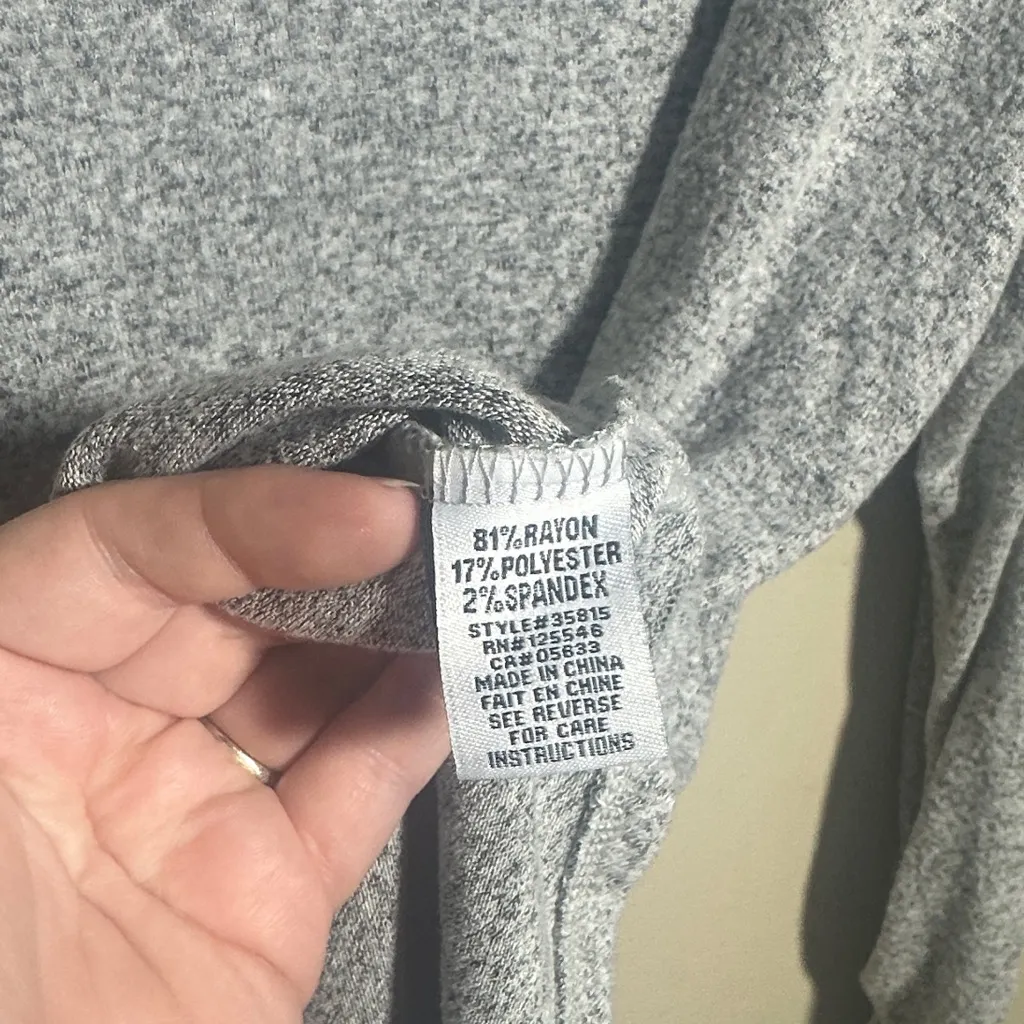 81%RAYON
17%POLYESTER
2%SPANDEX
STYLE#35815
RN#125546
CA#05633
MADE IN CHINA
FAIT EN CHINE
SEE REVERSE
FOR CARE
INSTRUCTIONS